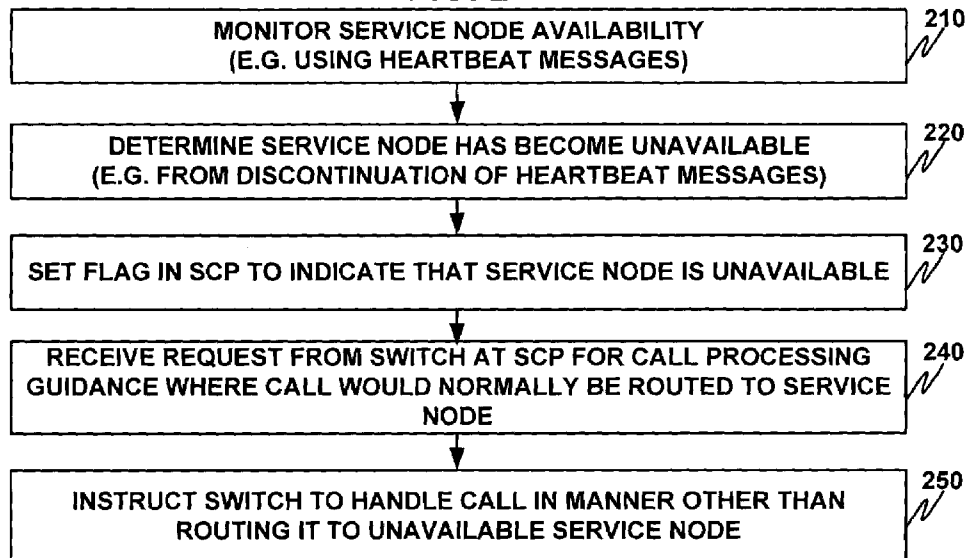 MONITOR SERVICE NODE AVAILABILITY
(E.G. USING HEARTBEAT MESSAGES)
210
DETERMINE SERVICE NODE HAS BECOME UNAVAILABLE
(E.G. FROM DISCONTINUATION OF HEARTBEAT MESSAGES)
220
SET FLAG IN SCP TO INDICATE THAT SERVICE NODE IS UNAVAILABLE
230
RECEIVE REQUEST FROM SWITCH AT SCP FOR CALL PROCESSING
GUIDANCE WHERE CALL WOULD NORMALLY BE ROUTED TO SERVICE
NODE
240
INSTRUCT SWITCH TO HANDLE CALL IN MANNER OTHER THAN
ROUTING IT TO UNAVAILABLE SERVICE NODE
250